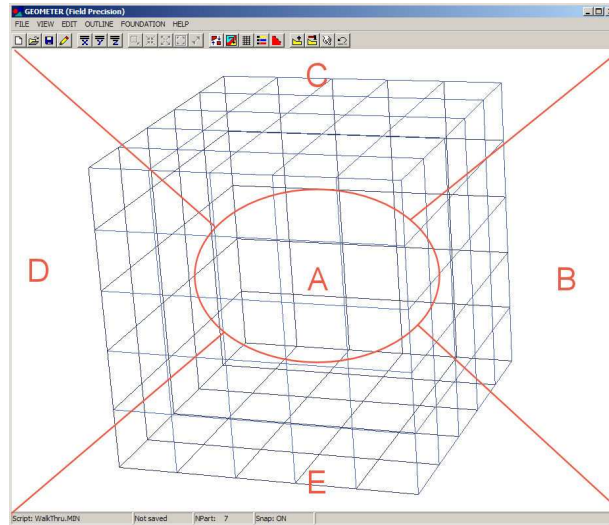 GEOMETER (Field Precision)
FILE VIEW EDIT OUTLINE FOUNDATION HELP
C
D
A
B
E
Script: WalkThru.MIN Not saved NPart: 7 Snap: ON